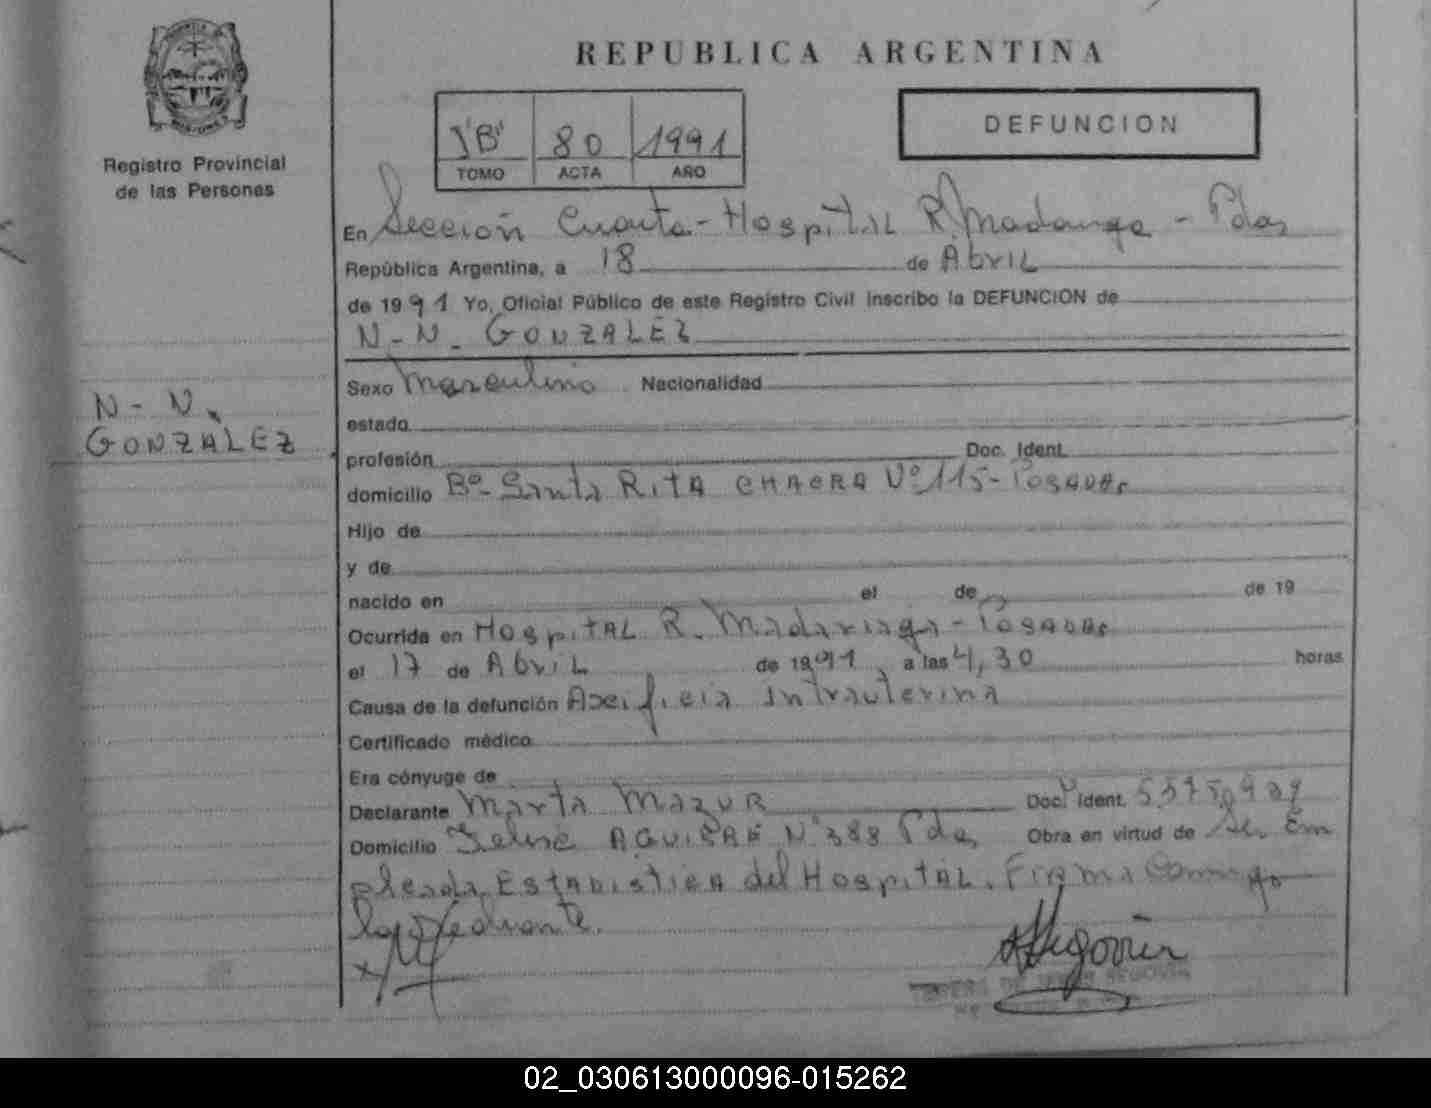 REPUBLICA ARGENTINA
DEFUNCION
"B" 80 1991
TOMO ACTA AÑO
Registro Provincial
de las Personas
En Sección Cuarta - Hospital R. Madariaga - Pdas
República Argentina, a 18 de Abril
de 1991 Yo, Oficial Público de este Registro Civil inscribo la DEFUNCION de
N-N- GONZALEZ
Sexo Masculino Nacionalidad
N-N.
GONZALEZ
estado
profesión Doc. Ident.
domicilio Bº- Santa RITA CHACRA Nº 115- Posadas
Hijo de
y de
nacido en el de de 19
Ocurrida en Hospital R. Madariaga - Posadas
el 17 de Abril de 1991 a las 4,30 horas
Causa de la defunción Axificia Intrauterina
Certificado médico
Era cónyuge de
Declarante Marta Mazur Doc. Ident.
Domicilio AGUIRRE Nº 388 Pdas Obra en virtud de Ser Em
pleada Estadistica del Hospital. Firma Conmigo
la
Segovia
SEGOVIA
02_030613000096-015262